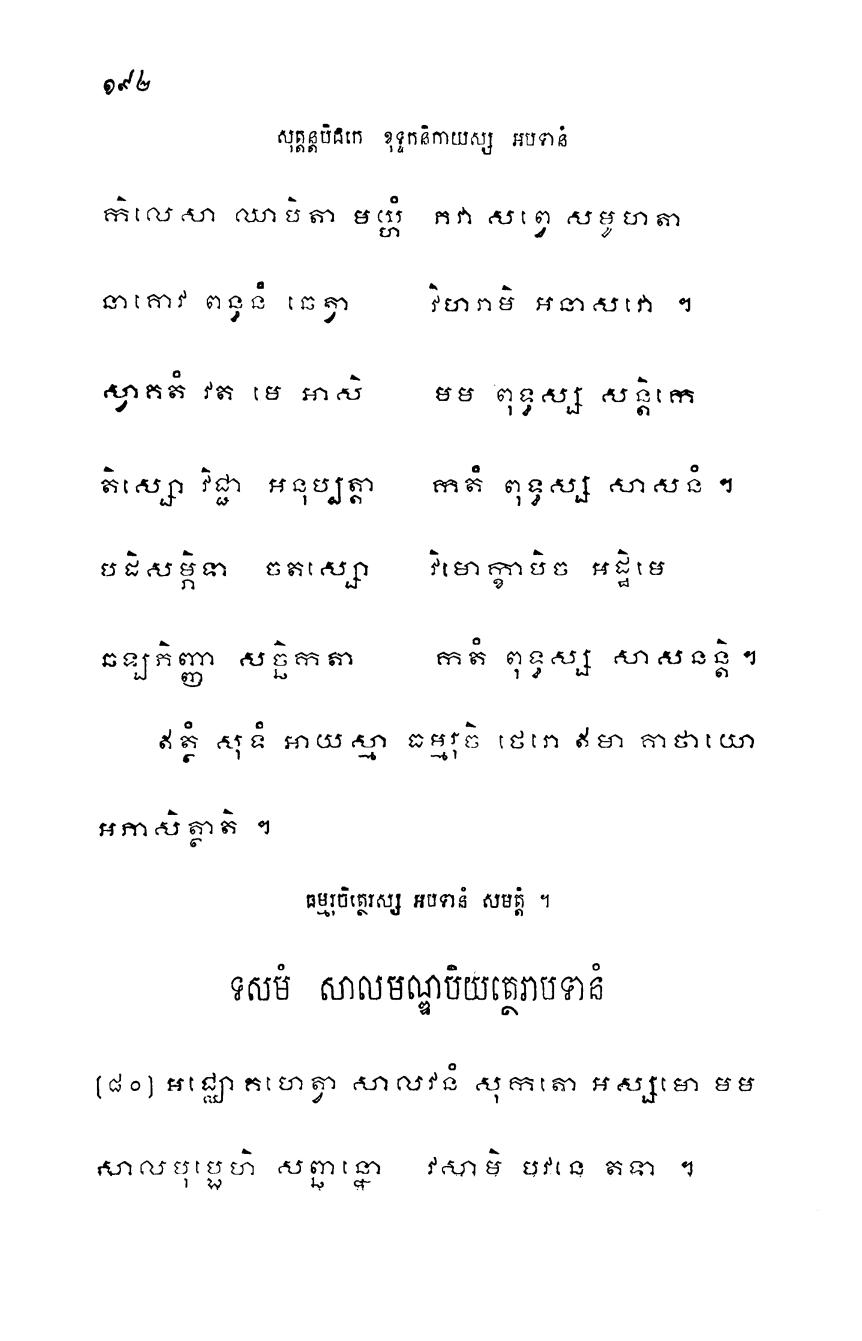 ១៩២
សុត្តន្តបិដកេ ខុទ្ទកនិកាយស្ស អបទានំ
កិលេសា ឈាបិតា មយ្ហំ ភវា សព្វេ សមូហតា
នាគោវ ពន្ធនំ ឆេត្វា វិហរាមិ អនាសវោ ។
ស្វាគតំ វត មេ អាសិ មម ពុទ្ធស្ស សន្តិកេ
តិស្សោ វិជ្ជា អនុប្បត្តា កតំ ពុទ្ធស្ស សាសនំ ។
បដិសម្ភិទា ចតស្សោ វិមោក្ខាបិច អដ្ឋិមេ
ឆឡភិញ្ញា សច្ឆិកតា កតំ ពុទ្ធស្ស សាសនន្តិ ។
ឥត្ថំ សុទំ អាយស្មា ធម្មរុចិ ថេរោ ឥមា គាថាយោ
អភាសិត្ថាតិ ។
ធម្មរុចិត្ថេរស្ស អបទានំ សមត្តំ ។
ទសមំ សាលមណ្ឌបិយត្ថេរាបទានំ
(៨០) អជ្ឈោគហេត្វា សាលវនំ សុកតោ អស្សមោ មម
សាលបុប្ផេហិ សញ្ឆន្នោ វសាមិ បវនេ តទា ។